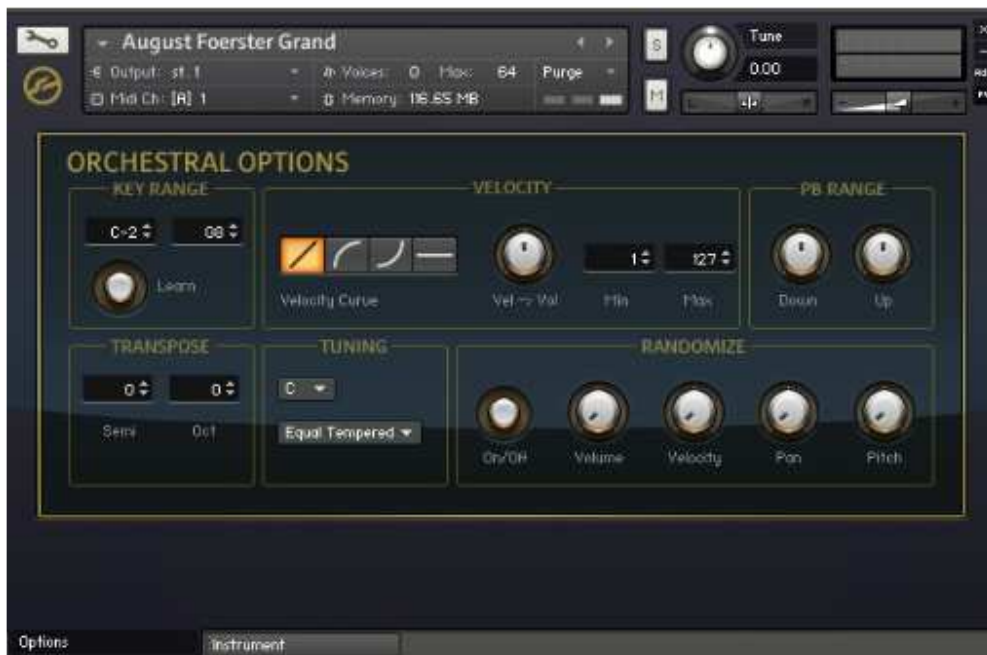 August Foerster Grand
Output: st. 1
Voices: 0 Max: 64 Purge
Midi Ch: [A] 1
Memory: 116.65 MB
S
M
Tune
0.00
L R
ORCHESTRAL OPTIONS
KEY RANGE
C-2 G8
Learn
VELOCITY
Velocity Curve
Vel -> Vol
1 127
Min Max
PB RANGE
Down Up
TRANSPOSE
0 0
Semi Oct
TUNING
C
Equal Tempered
RANDOMIZE
On/Off Volume Velocity Pan Pitch
Options Instrument